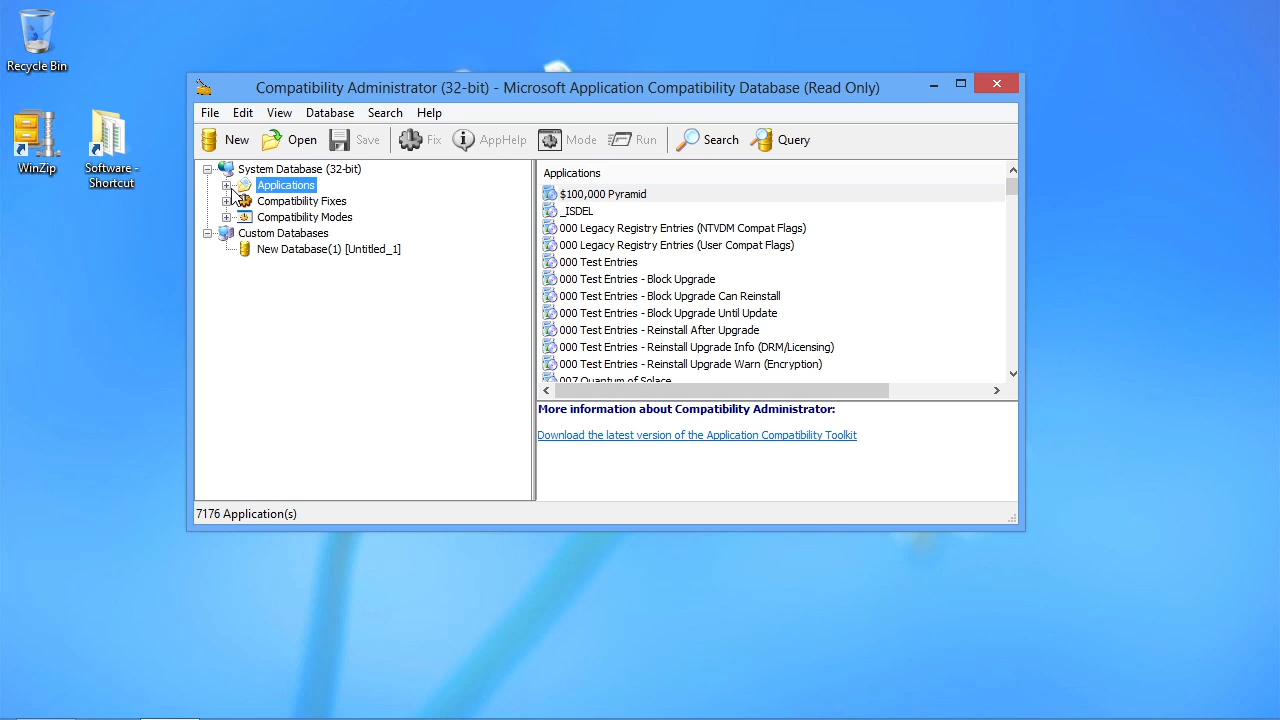 Recycle Bin
WinZip
Software -
Shortcut
Compatibility Administrator (32-bit) - Microsoft Application Compatibility Database (Read Only)
File Edit View Database Search Help
New Open Save Fix AppHelp Mode Run Search Query
System Database (32-bit)
Applications
Compatibility Fixes
Compatibility Modes
Custom Databases
New Database(1) [Untitled_1]
Applications
$100,000 Pyramid
_ISDEL
000 Legacy Registry Entries (NTVDM Compat Flags)
000 Legacy Registry Entries (User Compat Flags)
000 Test Entries
000 Test Entries - Block Upgrade
000 Test Entries - Block Upgrade Can Reinstall
000 Test Entries - Block Upgrade Until Update
000 Test Entries - Reinstall After Upgrade
000 Test Entries - Reinstall Upgrade Info (DRM/Licensing)
000 Test Entries - Reinstall Upgrade Warn (Encryption)
007 Quantum of Solace
More information about Compatibility Administrator:
Download the latest version of the Application Compatibility Toolkit
7176 Application(s)